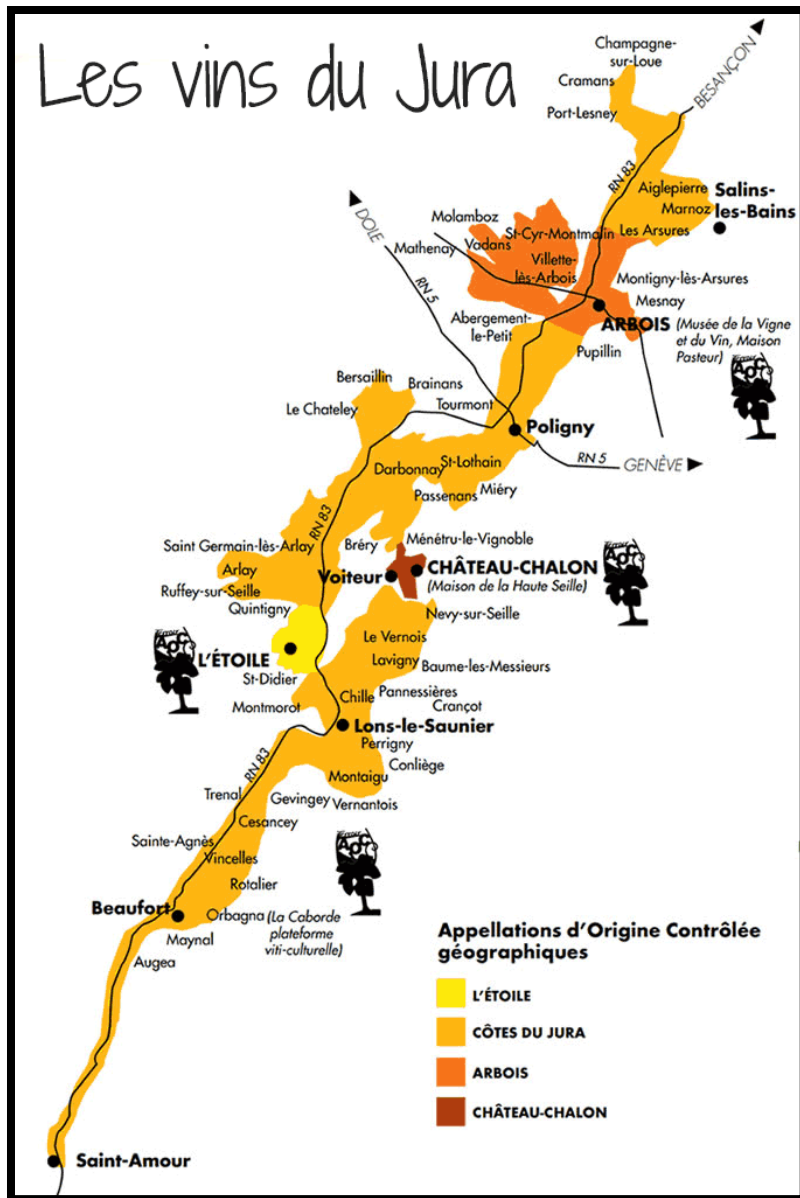 Les vins du Jura
Champagne-
sur-Loue
Cramans
Port-Lesney
BESANÇON
RN 83
Aiglepierre
Marnoz
Salins-
les-Bains
Les Arsures
DOLE
RN 5
Molamboz
Mathenay
Vadans
St-Cyr-Montmalin
Villette-
lès-Arbois
Montigny-lès-Arsures
Mesnay
Abergement-
le-Petit
ARBOIS (Musée de la Vigne
et du Vin, Maison
Pasteur)
Pupillin
AOC
Bersaillin
Brainans
Le Chateley
Tourmont
Poligny
RN 5
GENÈVE
Darbonnay
St-Lothain
Passenans
Miéry
RN 83
Saint Germain-lès-Arlay
Bréry
Ménétru-le-Vignoble
Arlay
Voiteur
CHÂTEAU-CHALON
(Maison de la Haute Seille)
AOC
Ruffey-sur-Seille
Quintigny
Nevy-sur-Seille
Le Vernois
AOC
L'ÉTOILE
Lavigny
Baume-les-Messieurs
St-Didier
Chille
Pannessières
Montmorot
Crançot
Lons-le-Saunier
Perrigny
RN 83
Conliège
Montaigu
Trenal
Gevingey
Vernantois
Cesancey
Sainte-Agnès
Vincelles
AOC
Rotalier
Beaufort
Orbagna (La Caborde
plateforme
viti-culturelle)
Maynal
Augea
Appellations d'Origine Contrôlée
géographiques
L'ÉTOILE
CÔTES DU JURA
ARBOIS
CHÂTEAU-CHALON
Saint-Amour